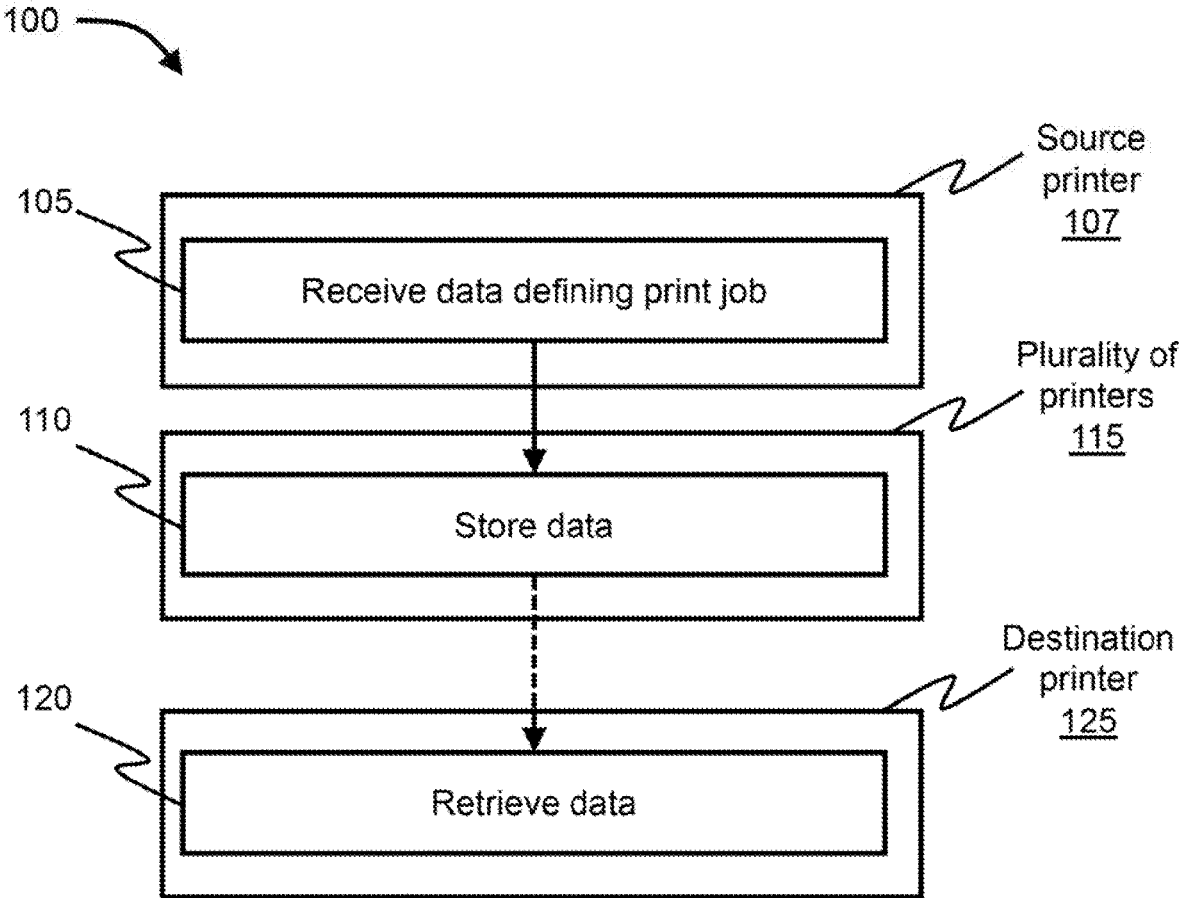 100
Source
printer
107
105
Receive data defining print job
Plurality of
printers
115
110
Store data
Destination
printer
125
120
Retrieve data